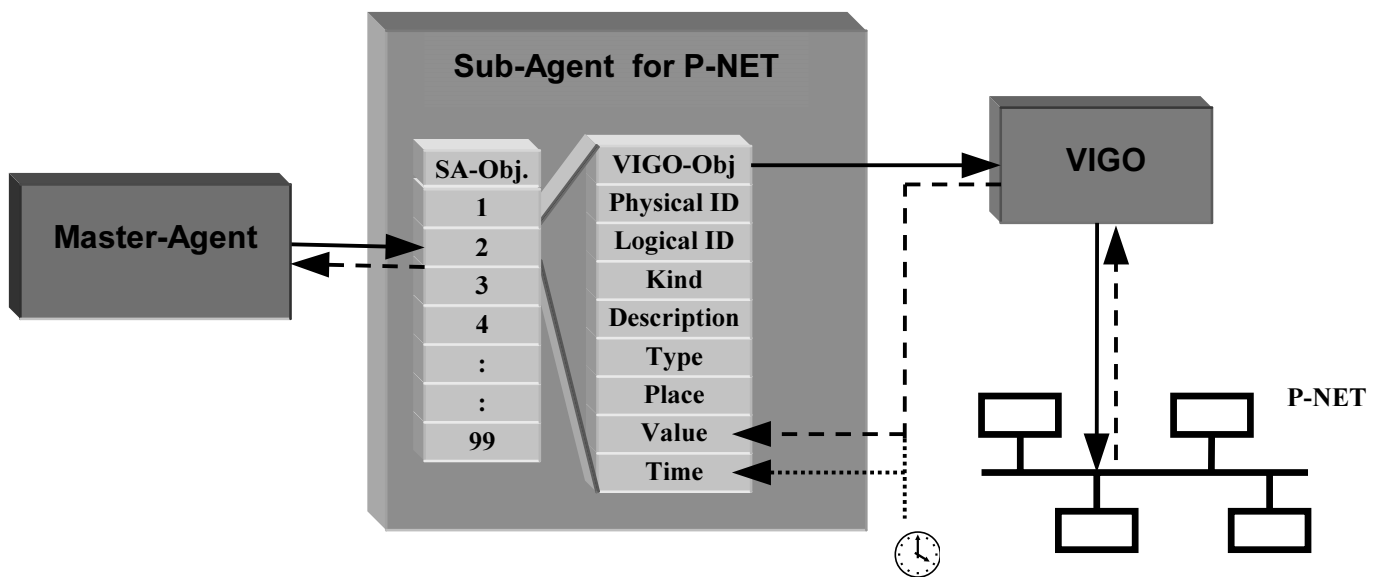 Sub-Agent for P-NET
Master-Agent
SA-Obj.
1
2
3
4
:
:
99
VIGO-Obj
Physical ID
Logical ID
Kind
Description
Type
Place
Value
Time
VIGO
P-NET